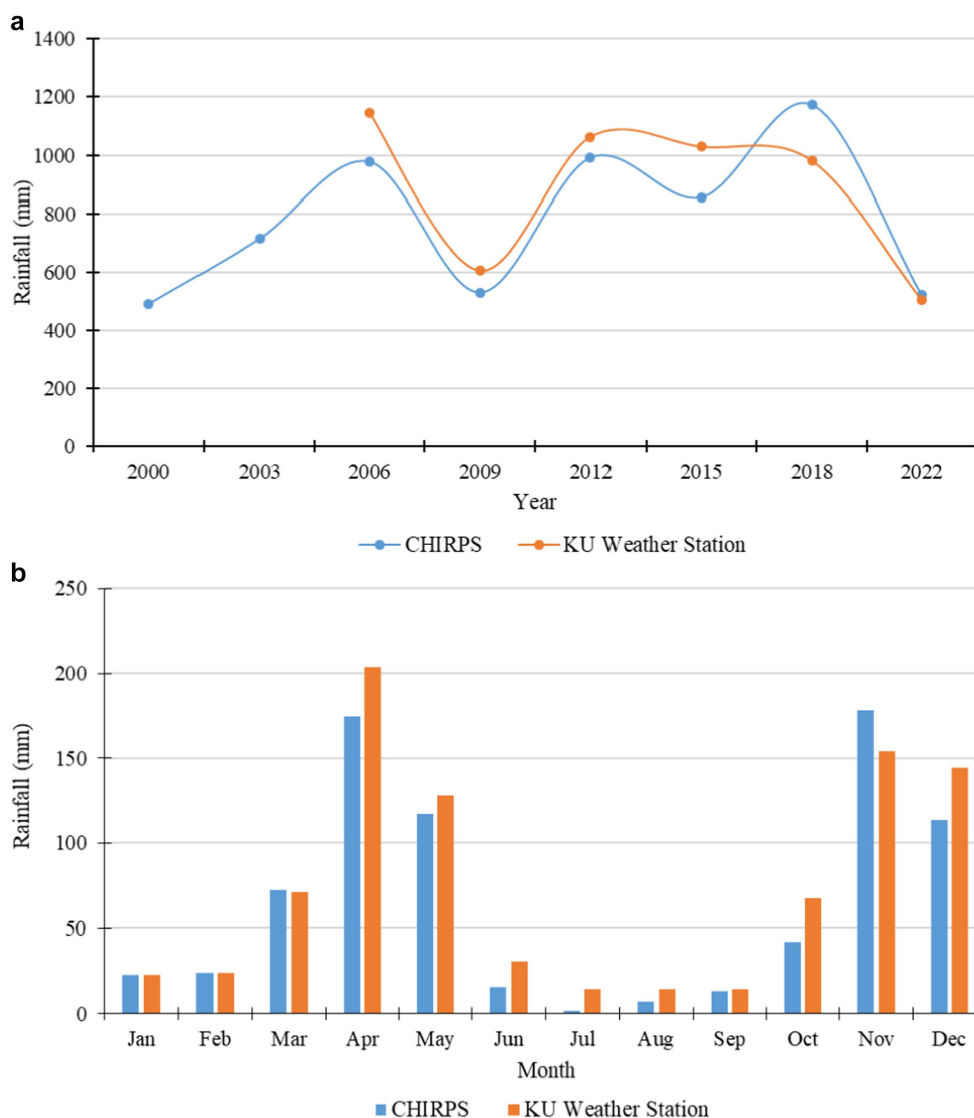 a
1400
1200
1000
800
600
400
200
0
Rainfall (mm)
2000 2003 2006 2009 2012 2015 2018 2022
Year
CHIRPS KU Weather Station
b
250
200
150
100
50
0
Rainfall (mm)
Jan Feb Mar Apr May Jun Jul Aug Sep Oct Nov Dec
Month
CHIRPS KU Weather Station